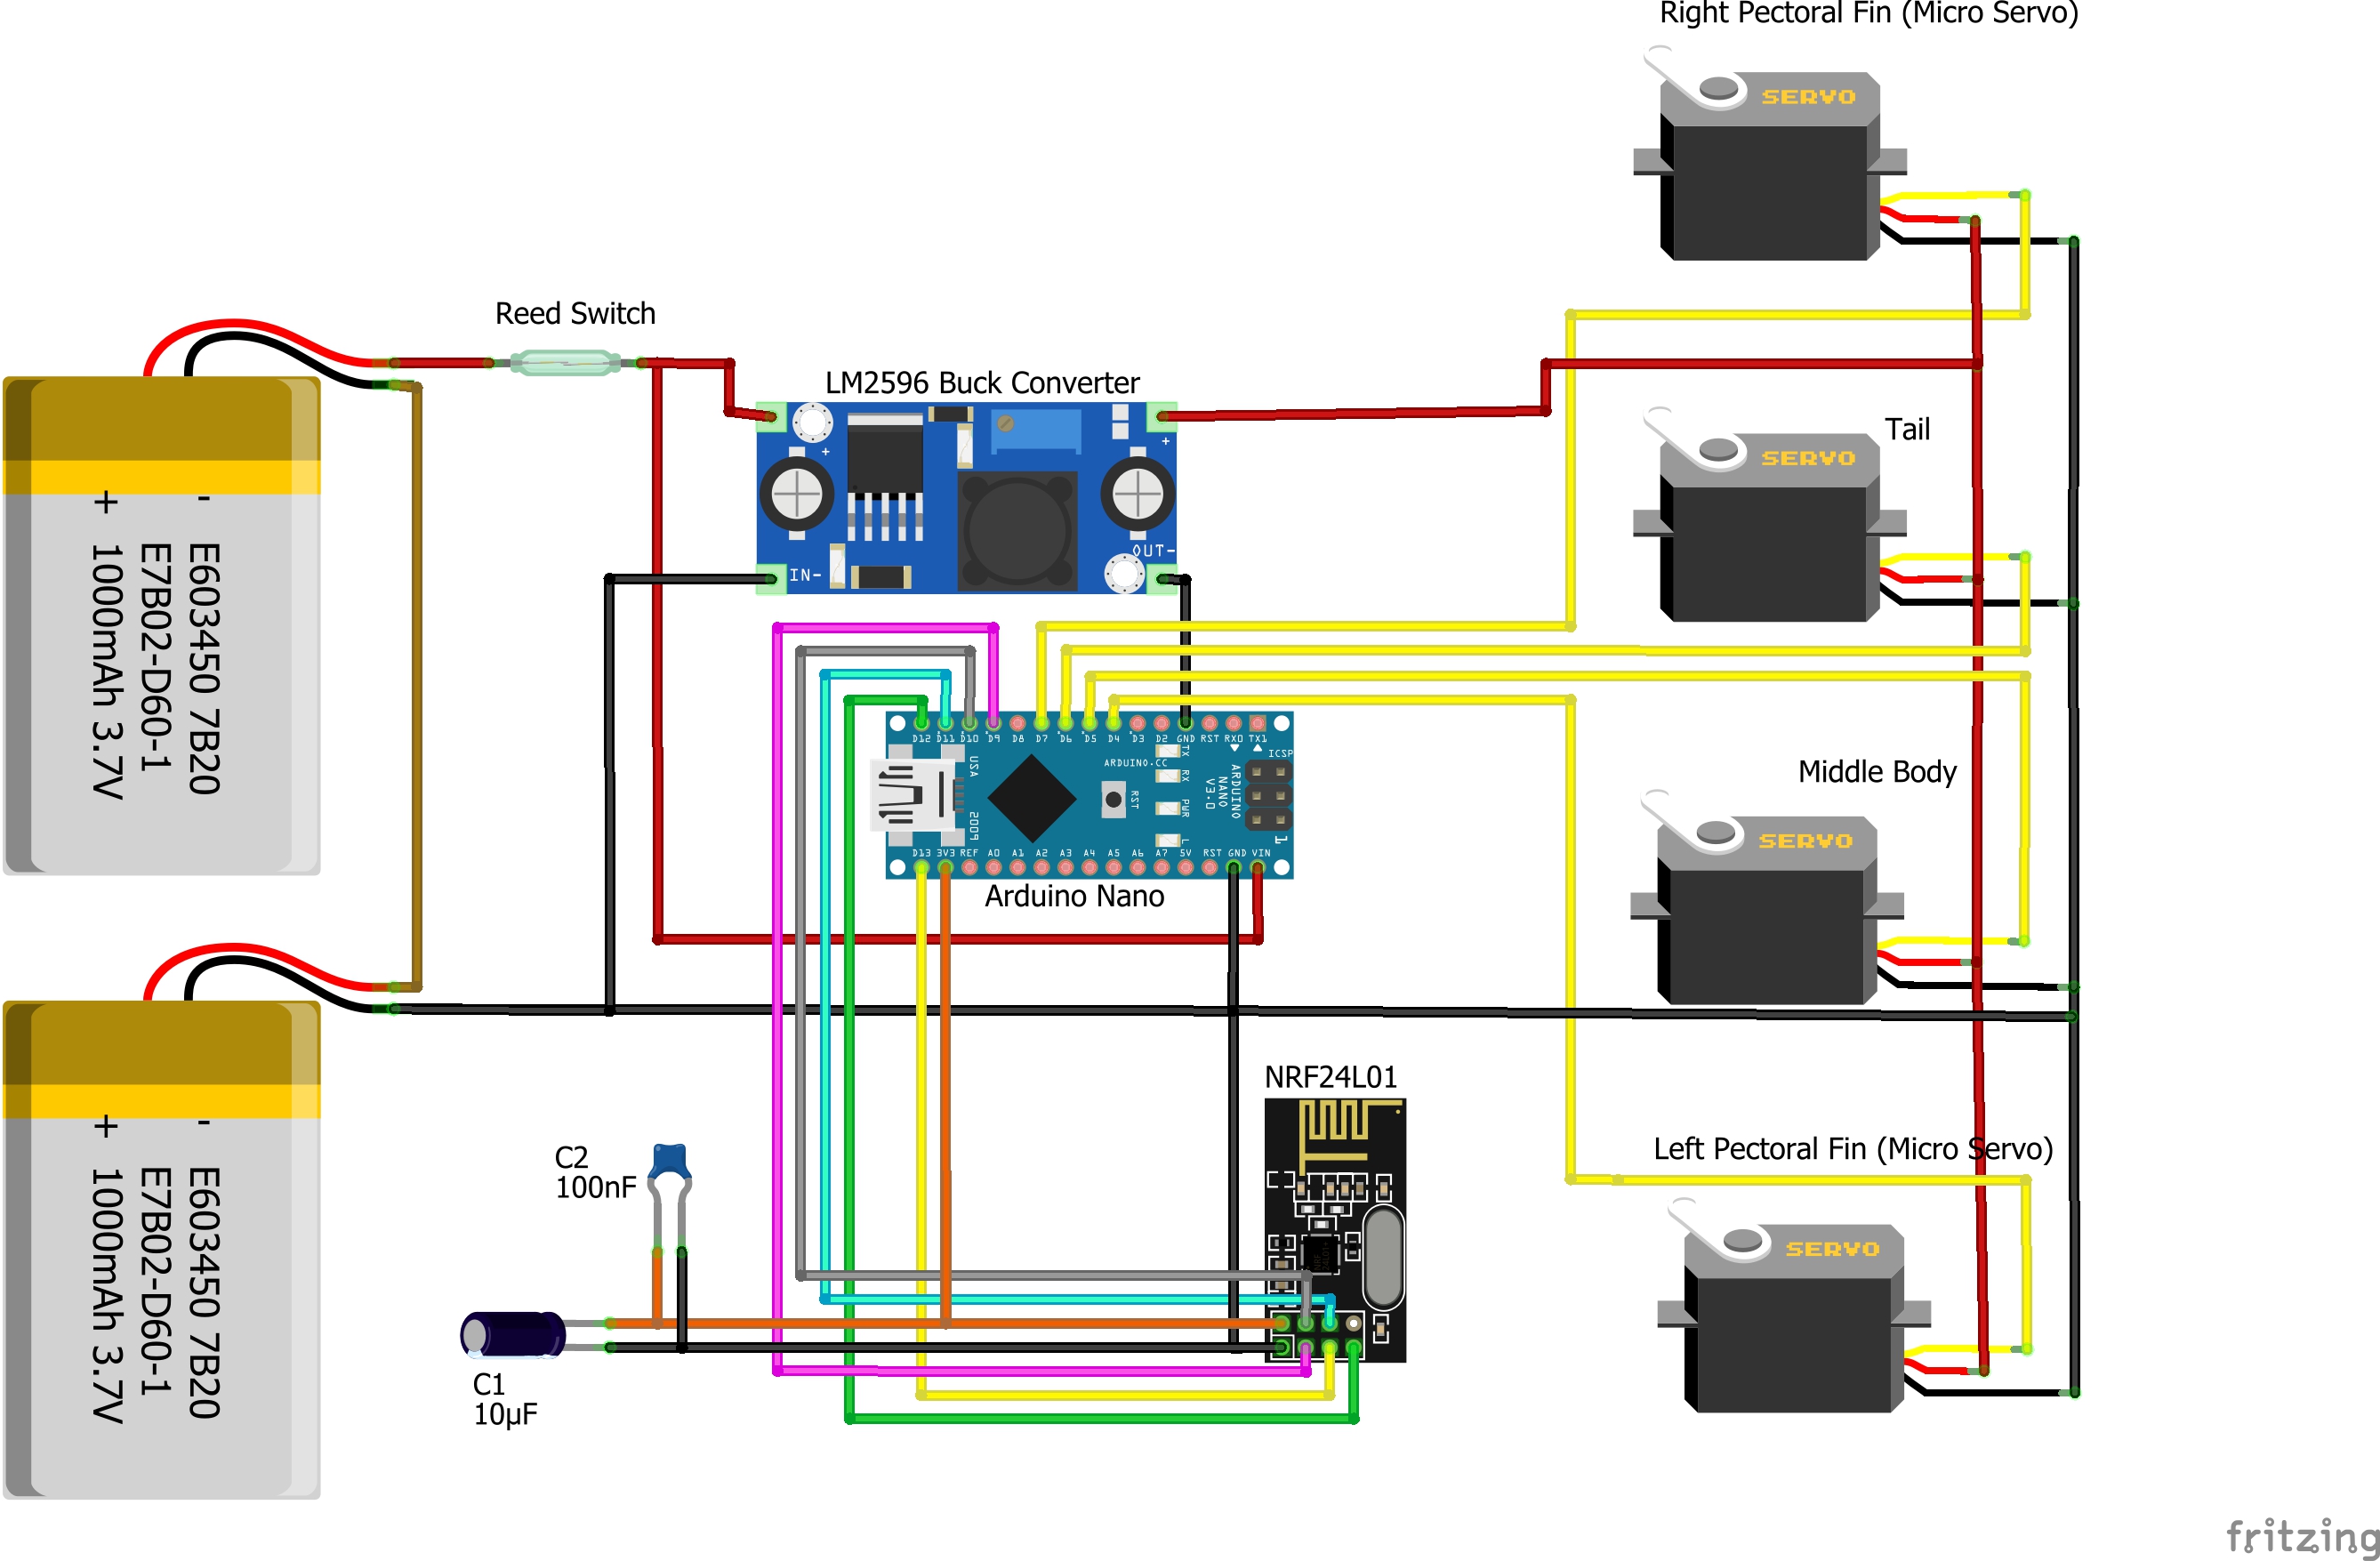 Right Pectoral Fin (Micro Servo)
SERVO
Reed Switch
LM2596 Buck Converter
+
+
IN-
OUT-
Tail
SERVO
+ -
E603450 7B20
E7B02-D60-1
1000mAh 3.7V
D12 D11 D10 D9 D8 D7 D6 D5 D4 D3 D2 GND RST RX0 TX1
ICSP
ARDUINO.CC
TX
RX
PWR
L
RST
USA
2009
ARDUINO
NANO
V3.0
1
D13 3V3 REF A0 A1 A2 A3 A4 A5 A6 A7 5V RST GND VIN
Arduino Nano
Middle Body
SERVO
+ -
E603450 7B20
E7B02-D60-1
1000mAh 3.7V
NRF24L01
C2
100nF
C1
10µF
Left Pectoral Fin (Micro Servo)
SERVO
fritzing